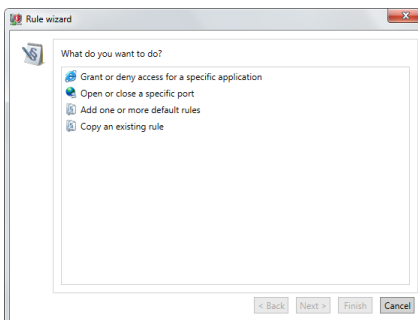 Rule wizard
What do you want to do?
Grant or deny access for a specific application
Open or close a specific port
Add one or more default rules
Copy an existing rule
< Back Next > Finish Cancel